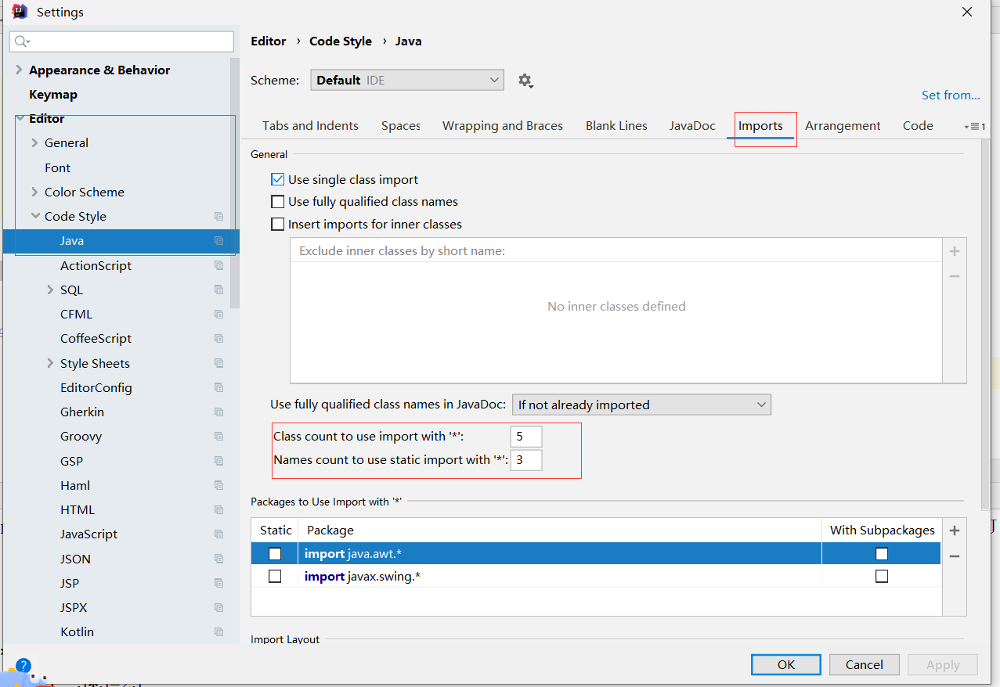 Settings
Editor › Code Style › Java
Scheme: Default IDE
Set from...
Tabs and Indents Spaces Wrapping and Braces Blank Lines JavaDoc Imports Arrangement Code 1
Appearance & Behavior
Keymap
Editor
General
Font
Color Scheme
Code Style
Java
ActionScript
SQL
CFML
CoffeeScript
Style Sheets
EditorConfig
Gherkin
Groovy
GSP
Haml
HTML
JavaScript
JSON
JSP
JSPX
Kotlin
General
Use single class import
Use fully qualified class names
Insert imports for inner classes
Exclude inner classes by short name:
No inner classes defined
Use fully qualified class names in JavaDoc: If not already imported
Class count to use import with '*': 5
Names count to use static import with '*': 3
Packages to Use Import with '*'
Static Package With Subpackages
import java.awt.*
import javax.swing.*
Import Layout
?
OK Cancel Apply